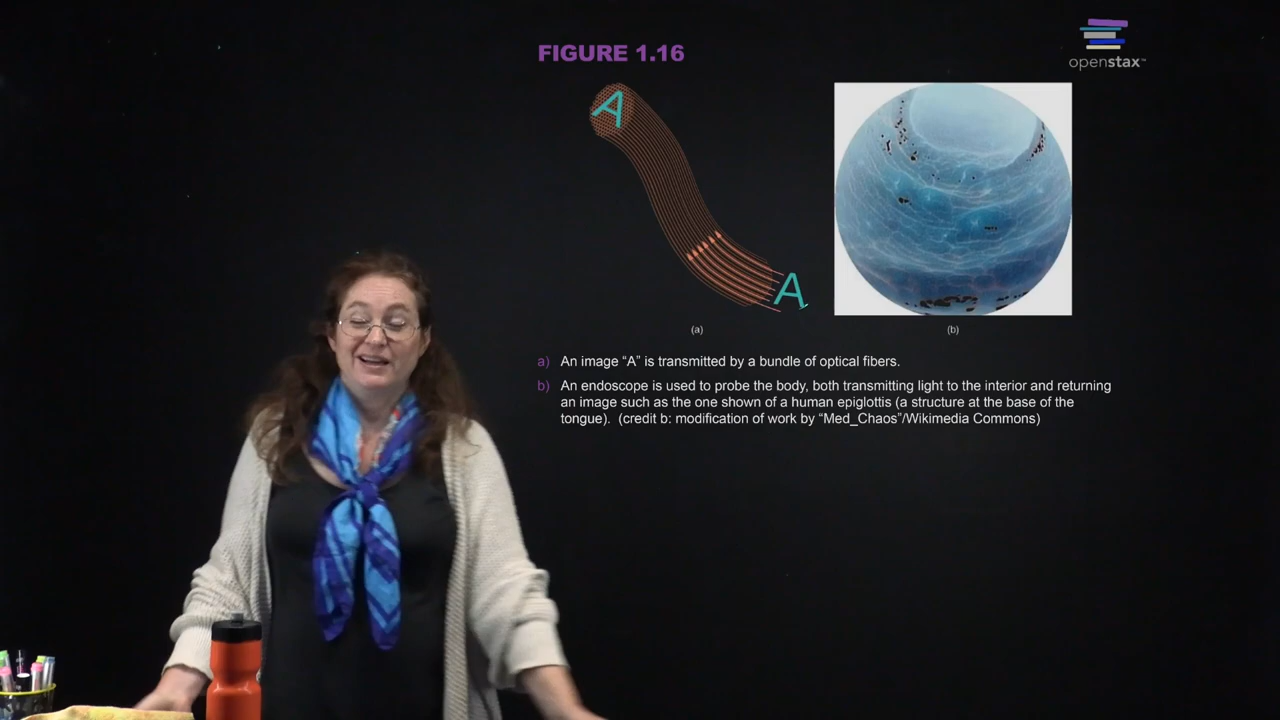 FIGURE 1.16
openstax™
A
A
(a)
(b)
a) An image “A” is transmitted by a bundle of optical fibers.
b) An endoscope is used to probe the body, both transmitting light to the interior and returning
an image such as the one shown of a human epiglottis (a structure at the base of the
tongue). (credit b: modification of work by “Med_Chaos”/Wikimedia Commons)